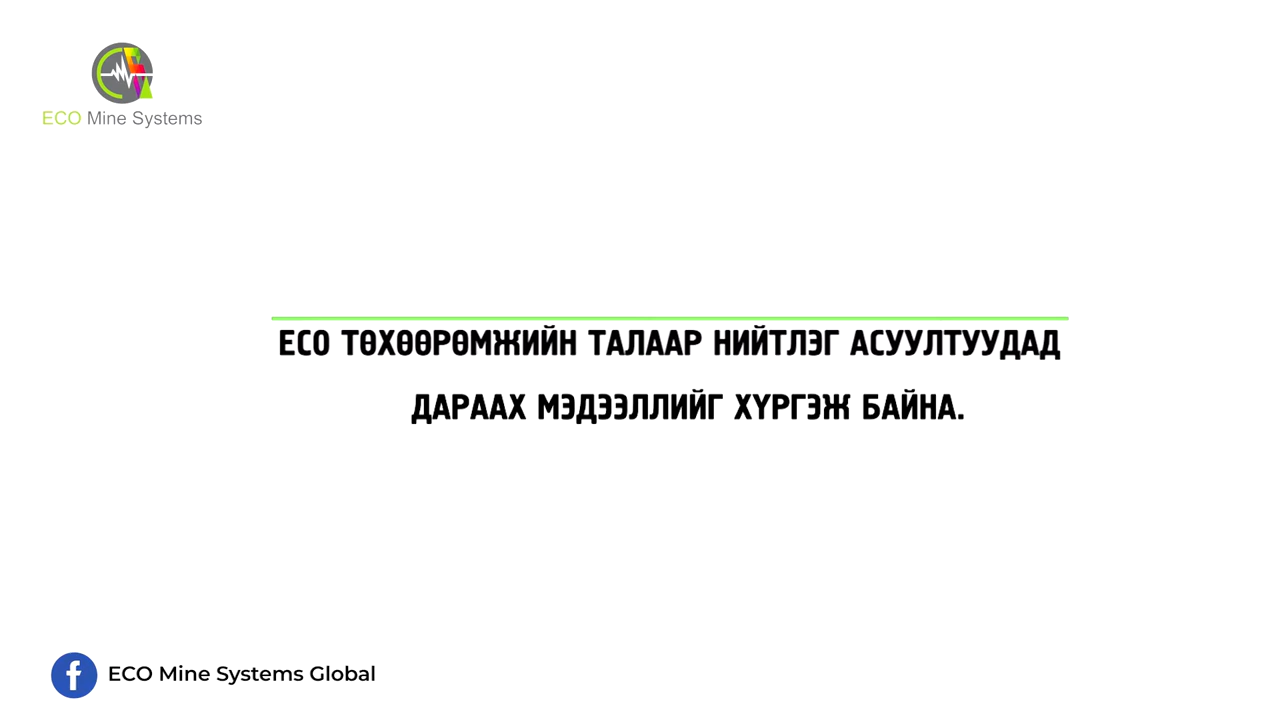 ECO Mine Systems
ECO ТӨХӨӨРӨМЖИЙН ТАЛААР НИЙТЛЭГ АСУУЛТУУДАД
ДАРААХ МЭДЭЭЛЛИЙГ ХҮРГЭЖ БАЙНА.
ECO Mine Systems Global